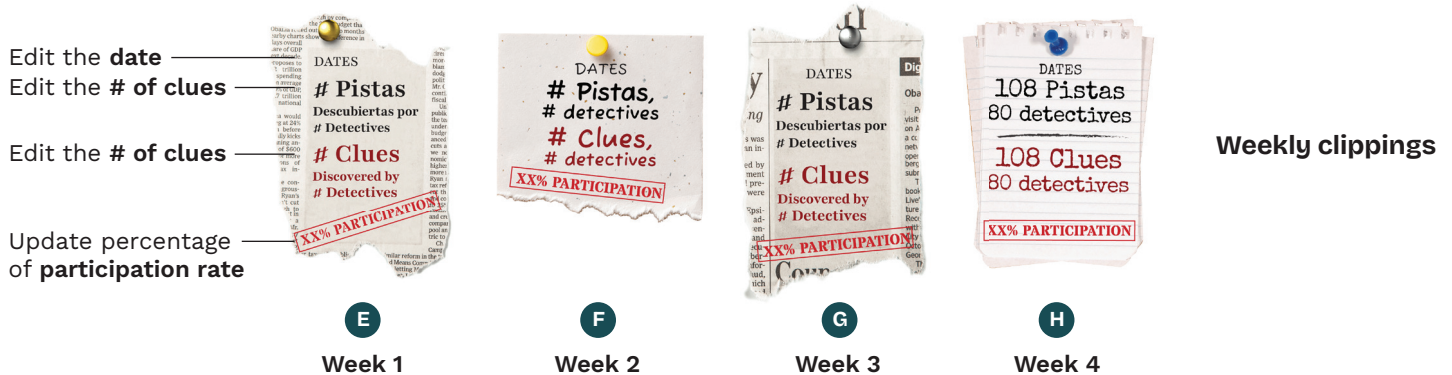 Edit the date
Edit the # of clues
Edit the # of clues
Update percentage
of participation rate
DATES
# Pistas
Descubiertas por
# Detectives
# Clues
Discovered by
# Detectives
XX% PARTICIPATION
E
Week 1
DATES
# Pistas,
# detectives
# Clues,
# detectives
XX% PARTICIPATION
F
Week 2
DATES
# Pistas
Descubiertas por
# Detectives
# Clues
Discovered by
# Detectives
XX% PARTICIPATION
G
Week 3
DATES
108 Pistas
80 detectives
108 Clues
80 detectives
XX% PARTICIPATION
H
Week 4
Weekly clippings